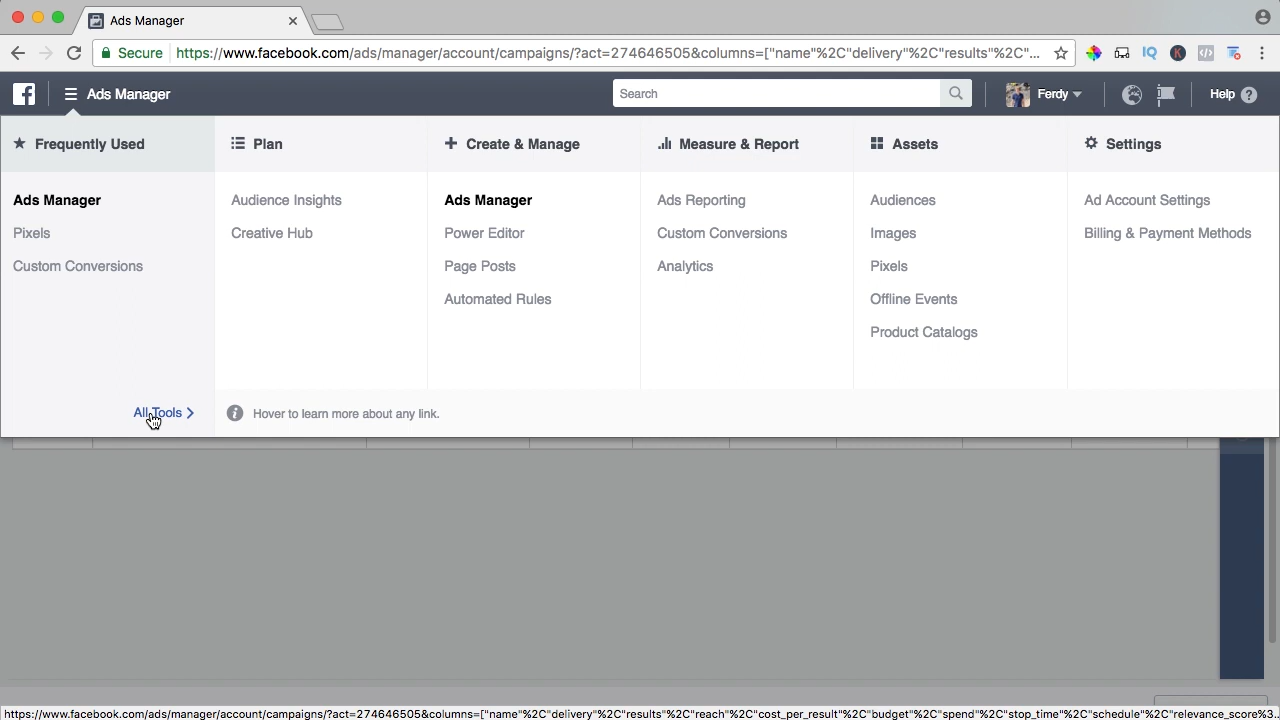 Ads Manager
Secure https://www.facebook.com/ads/manager/account/campaigns/?act=274646505&columns=["name"%2C"delivery"%2C"results"%2C"...
Ads Manager
Search
Ferdy
Help
Frequently Used
Ads Manager
Pixels
Custom Conversions
All Tools
Plan
Audience Insights
Creative Hub
Create & Manage
Ads Manager
Power Editor
Page Posts
Automated Rules
Measure & Report
Ads Reporting
Custom Conversions
Analytics
Assets
Audiences
Images
Pixels
Offline Events
Product Catalogs
Settings
Ad Account Settings
Billing & Payment Methods
Hover to learn more about any link.
https://www.facebook.com/ads/manager/account/campaigns/?act=274646505&columns=["name"%2C"delivery"%2C"results"%2C"reach"%2C"cost_per_result"%2C"budget"%2C"spend"%2C"stop_time"%2C"schedule"%2C"relevance_score%3